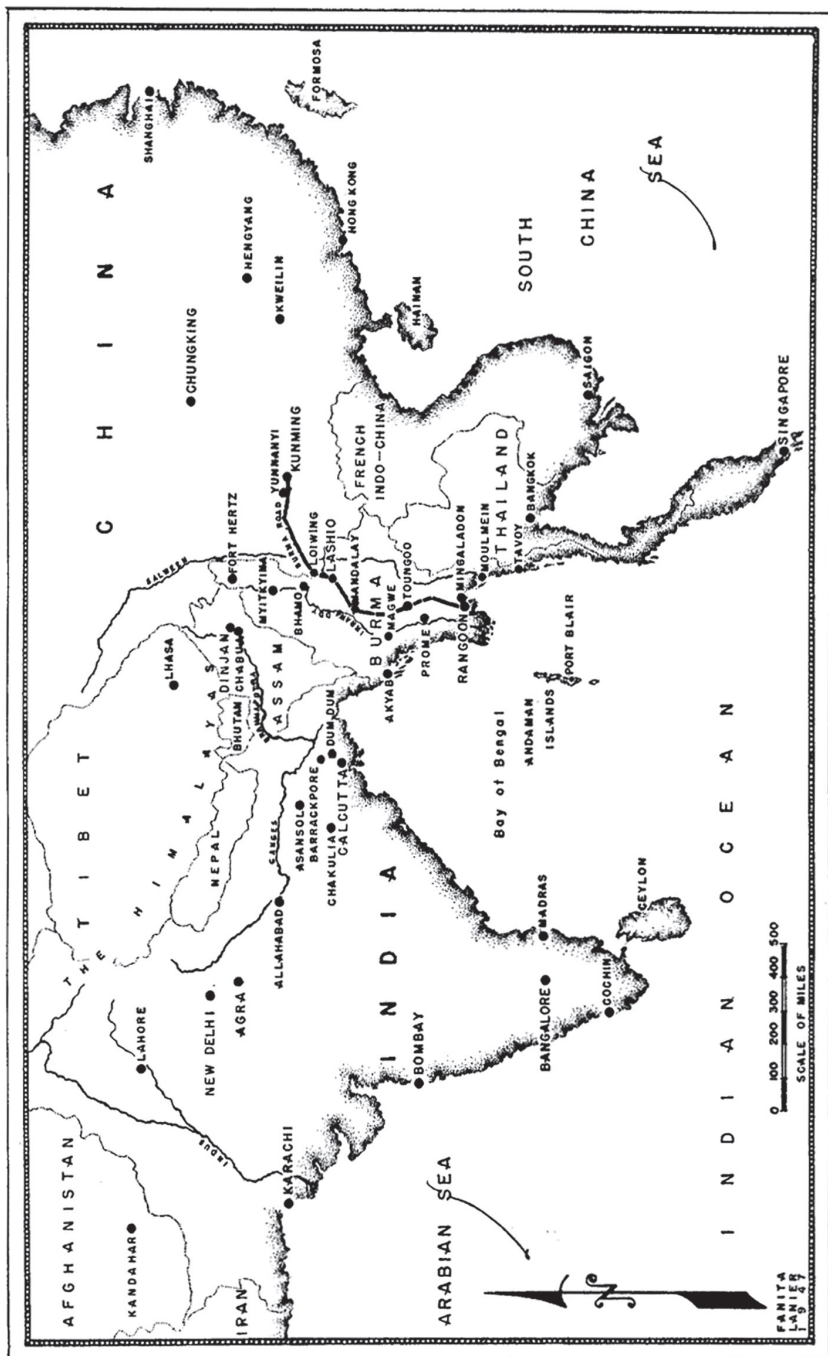 AFGHANISTAN
KANDAHAR
IRAN
LAHORE
INDUS
KARACHI
NEW DELHI
AGRA
ALLAHABAD
THE HIMALAYAS
TIBET
LHASA
NEPAL
BHUTAN
DINJAN
CHABUA
BRAHMAPUTRA
ASSAM
GANGES
ASANSOL
BARRACKPORE
DUM DUM
CHAKULIA
CALCUTTA
INDIA
BOMBAY
BANGALORE
MADRAS
COCHIN
CEYLON
ARABIAN SEA
Bay of Bengal
ANDAMAN
ISLANDS
PORT BLAIR
INDIAN OCEAN
CHINA
SALWEEN
FORT HERTZ
MYITKYINA
BHAMO
IRRAWADDY
BURMA ROAD
YUNNANYI
KUNMING
LOIWING
LASHIO
MANDALAY
BURMA
AKYAB
MAGWE
TOUNGOO
PROME
RANGOON
MINGALADON
MOULMEIN
TAVOY
THAILAND
BANGKOK
FRENCH
INDO-CHINA
SAIGON
SINGAPORE
CHUNGKING
HENGYANG
KWEILIN
SHANGHAI
FORMOSA
HONG KONG
HAINAN
SOUTH
CHINA
SEA
0 100 200 300 400 500
SCALE OF MILES
N
FANITA
LANIER
1947